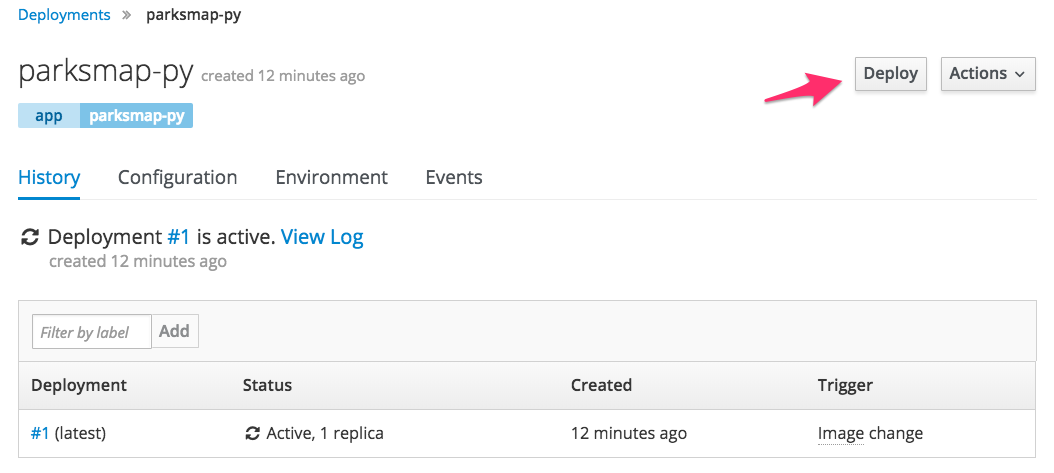 Deployments » parksmap-py
parksmap-py created 12 minutes ago
Deploy
Actions
app parksmap-py
History Configuration Environment Events
Deployment #1 is active. View Log
created 12 minutes ago
Filter by label Add
Deployment Status Created Trigger
#1 (latest) Active, 1 replica 12 minutes ago Image change